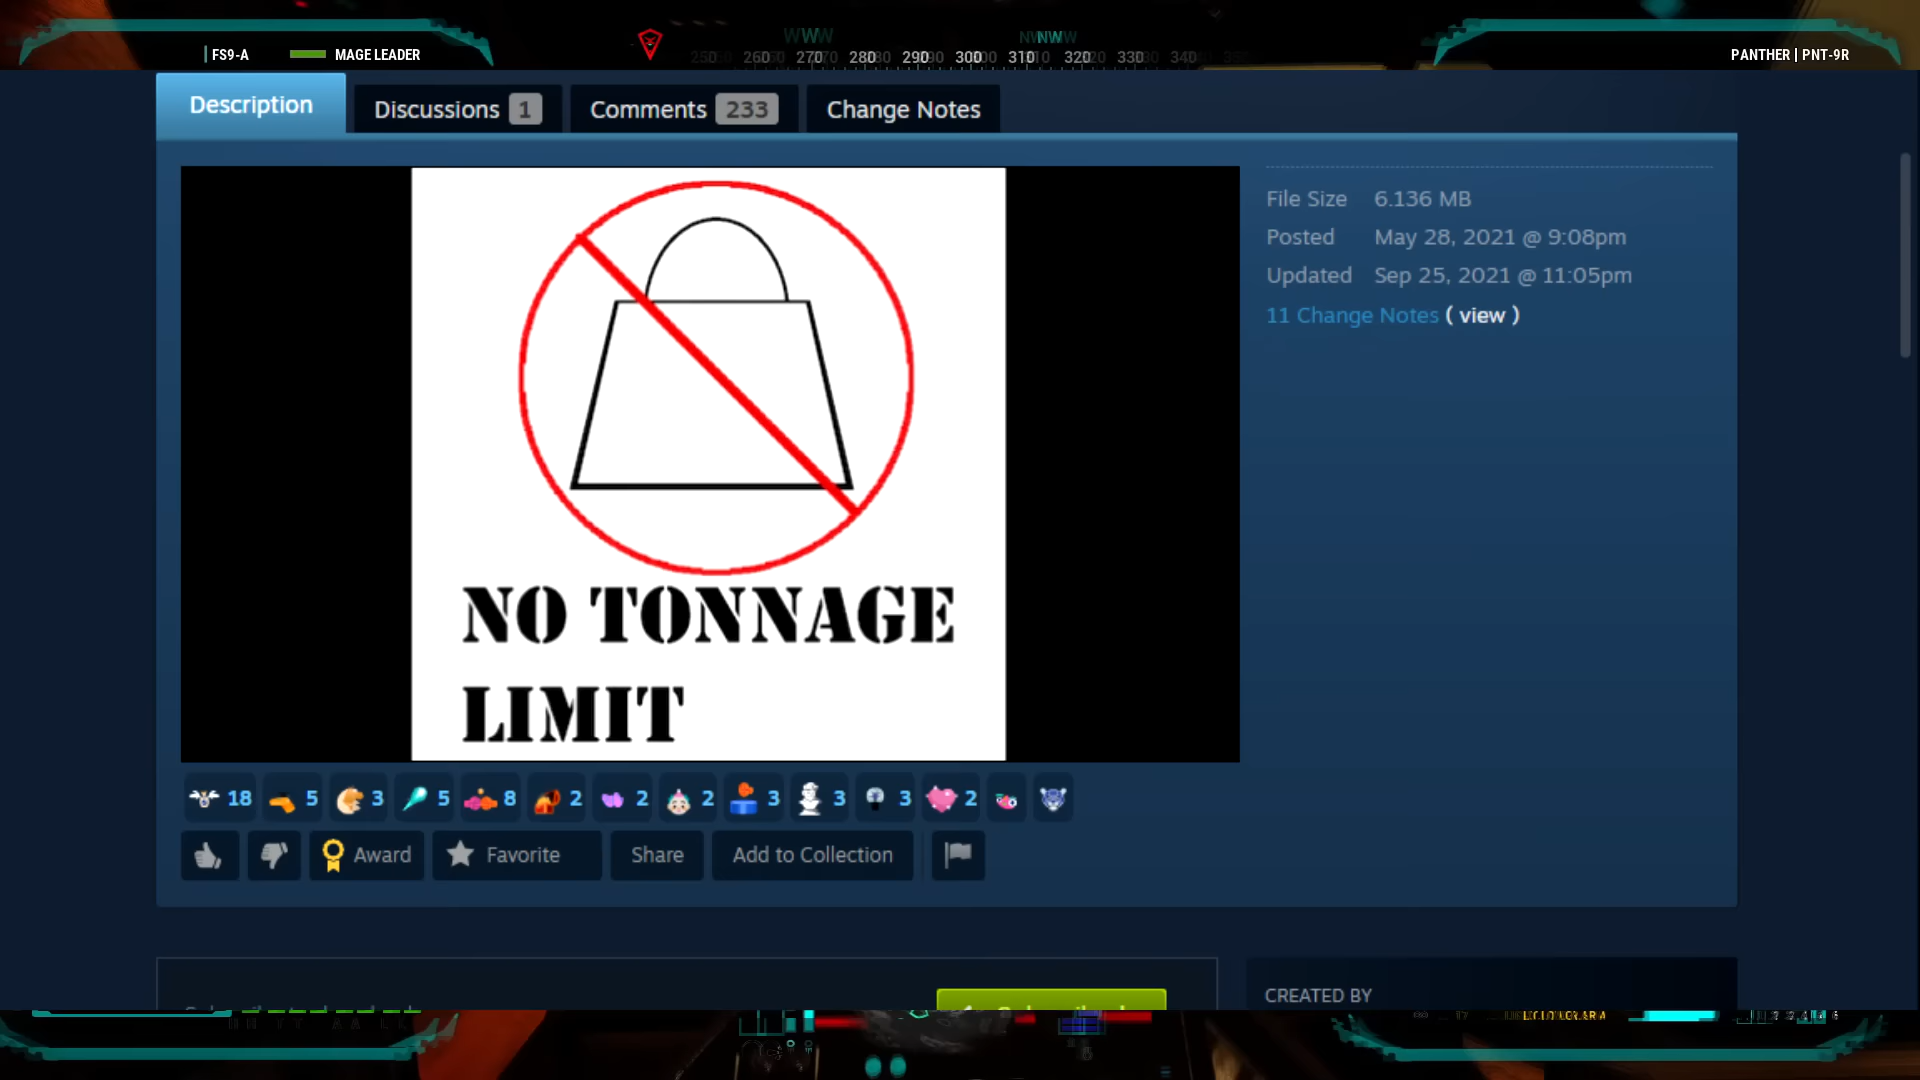 FS9-A
MAGE LEADER
WWW
NWNWW
250 260 270 280 290 300 310 320 330 340
PANTHER | PNT-9R
Description
Discussions 1
Comments 233
Change Notes
File Size 6.136 MB
Posted May 28, 2021 @ 9:08pm
Updated Sep 25, 2021 @ 11:05pm
11 Change Notes ( view )
NO TONNAGE
LIMIT
18 5 3 5 8 2 2 2 3 3 3 2
Award
Favorite
Share
Add to Collection
CREATED BY